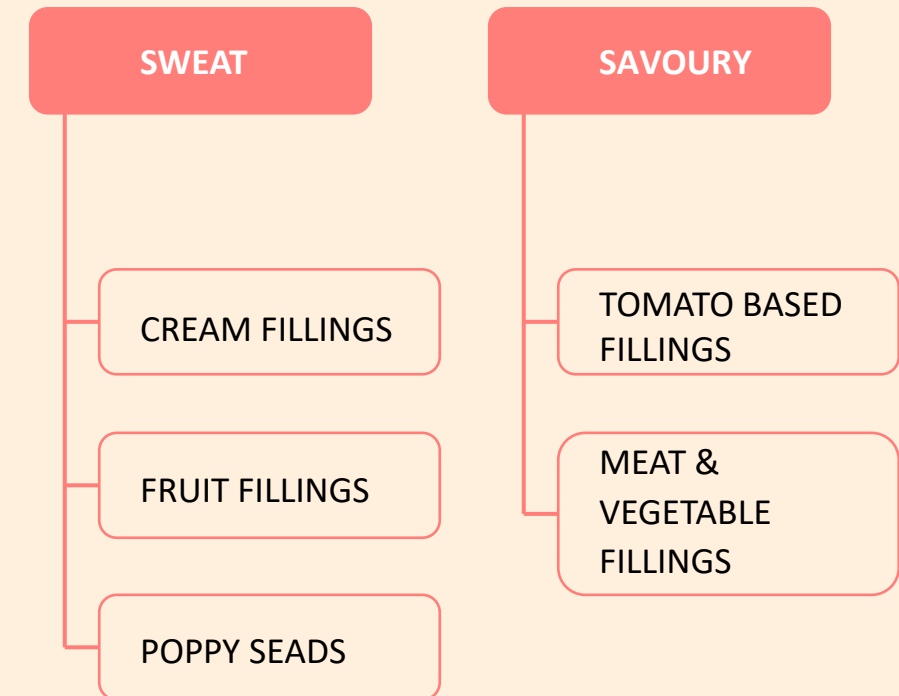 SWEAT
CREAM FILLINGS
FRUIT FILLINGS
POPPY SEADS
SAVOURY
TOMATO BASED
FILLINGS
MEAT &
VEGETABLE
FILLINGS